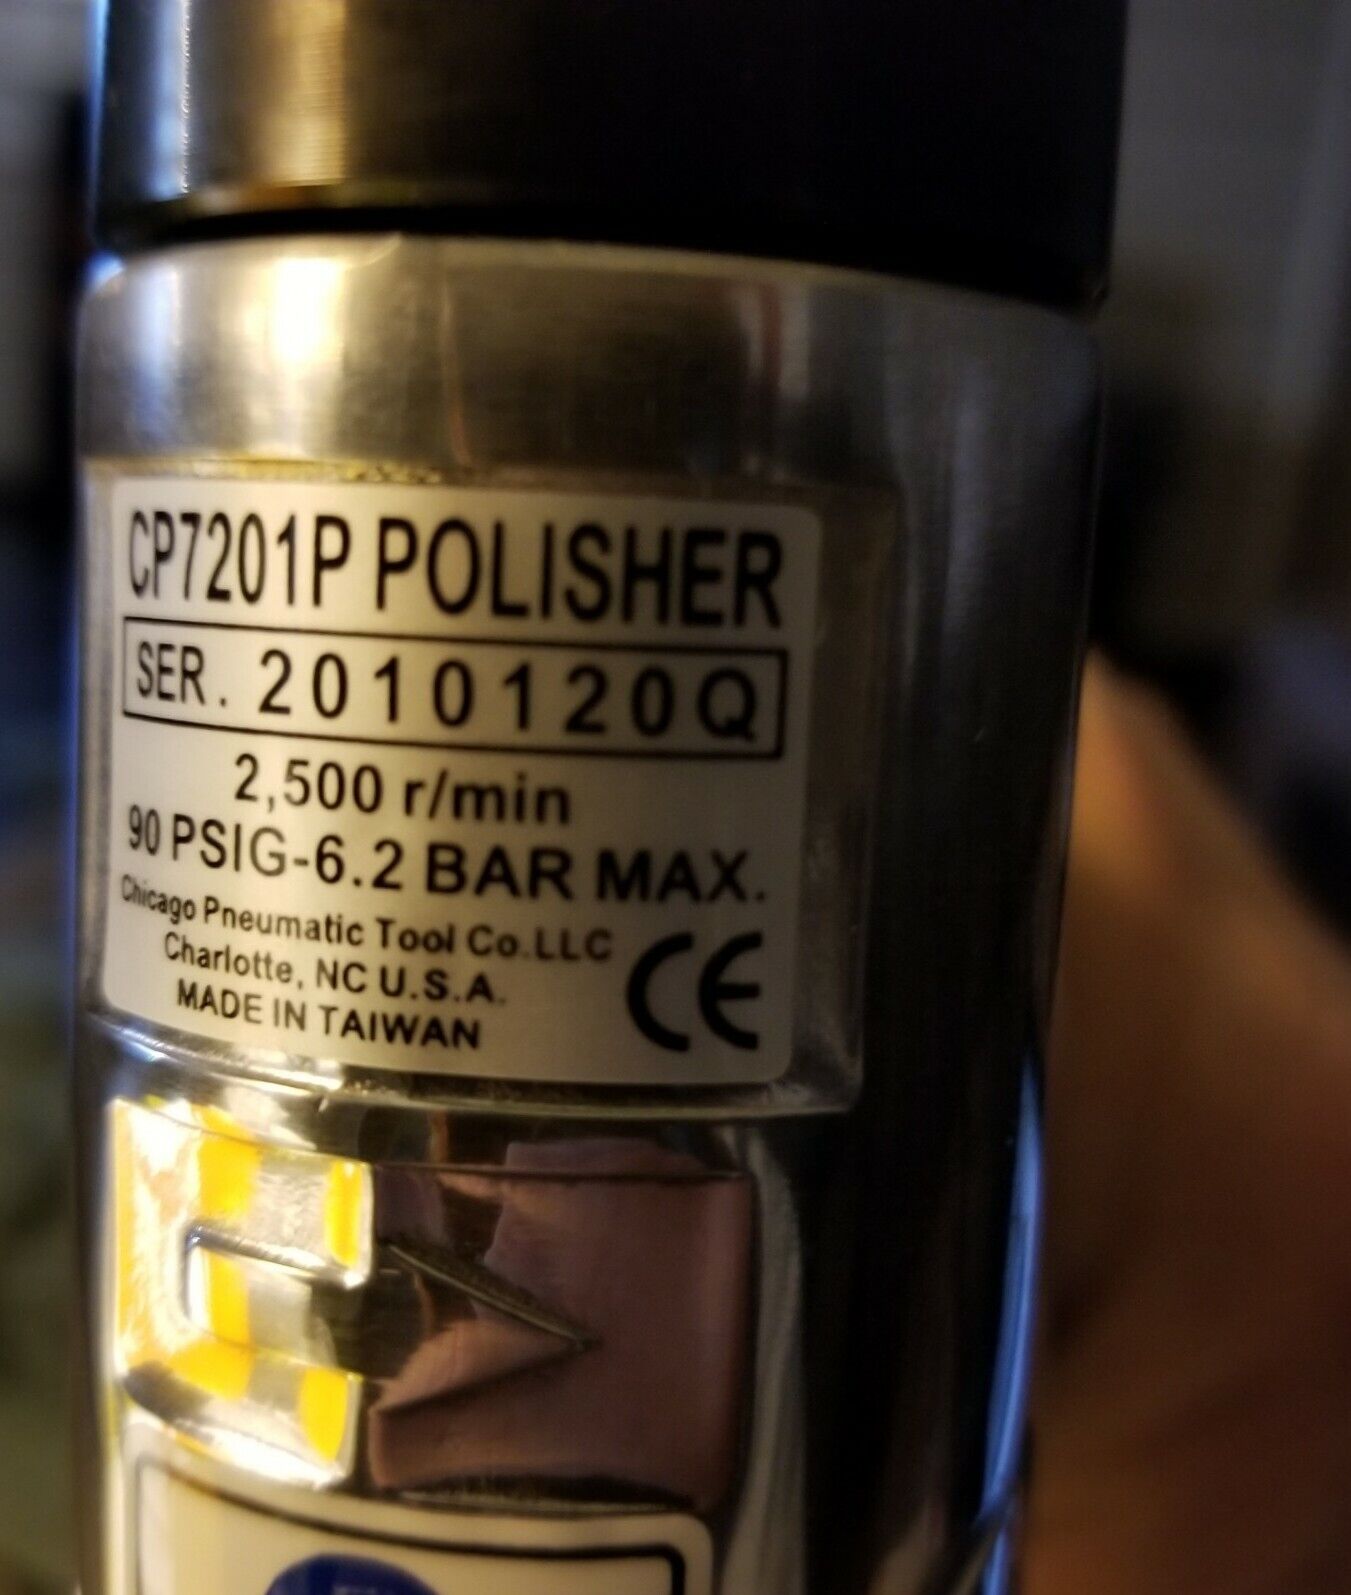 CP7201P POLISHER
SER. 2010120Q
2,500 r/min
90 PSIG-6.2 BAR MAX.
Chicago Pneumatic Tool Co.LLC
Charlotte, NC U.S.A.
MADE IN TAIWAN
CE